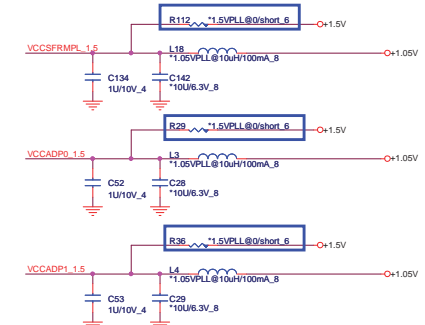 R112 *1.5VPLL@0/short_6 +1.5V
VCCSFRMPL_1.5 L18 +1.05V
*1.05VPLL@10uH/100mA_8
C134 C142
1U/10V_4 *10U/6.3V_8
R29 *1.5VPLL@0/short_6 +1.5V
VCCADP0_1.5 L3 +1.05V
*1.05VPLL@10uH/100mA_8
C52 C28
1U/10V_4 *10U/6.3V_8
R36 *1.5VPLL@0/short_6 +1.5V
VCCADP1_1.5 L4 +1.05V
*1.05VPLL@10uH/100mA_8
C53 C29
1U/10V_4 *10U/6.3V_8